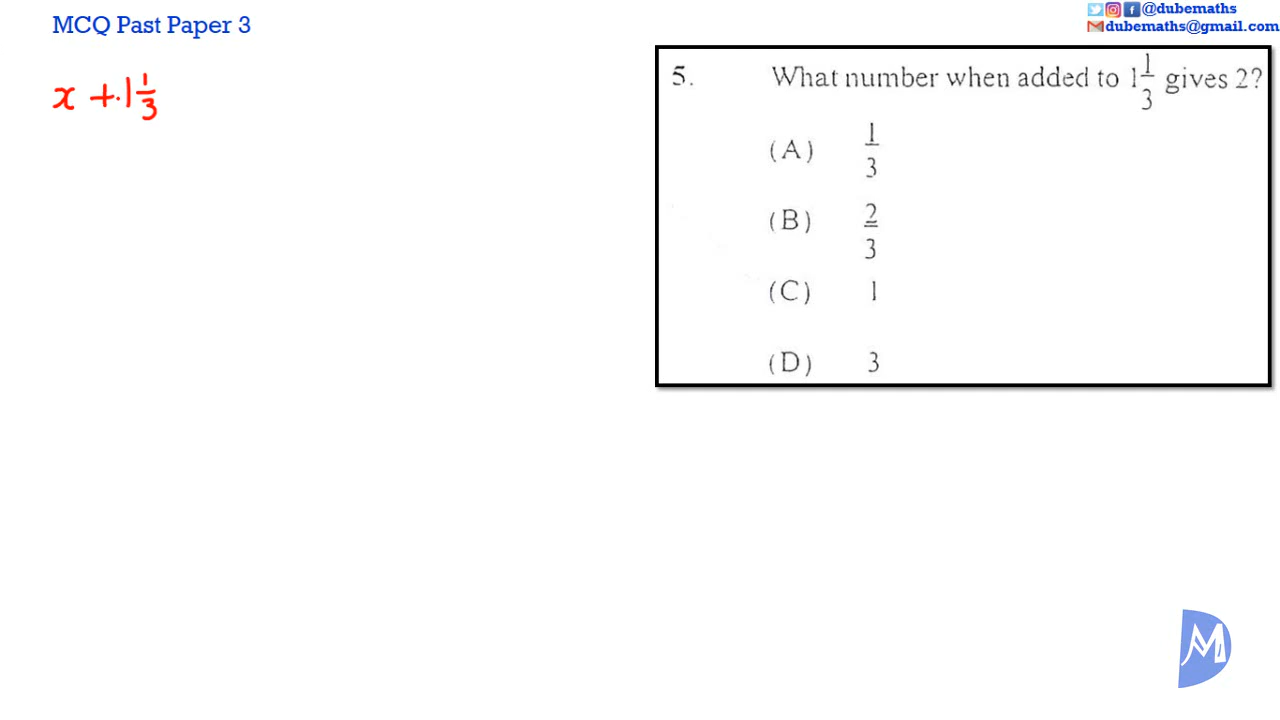 MCQ Past Paper 3
@dubemaths
dubemaths@gmail.com
x + 1 1/3
5. What number when added to 1 1/3 gives 2?
(A) 1/3
(B) 2/3
(C) 1
(D) 3
M